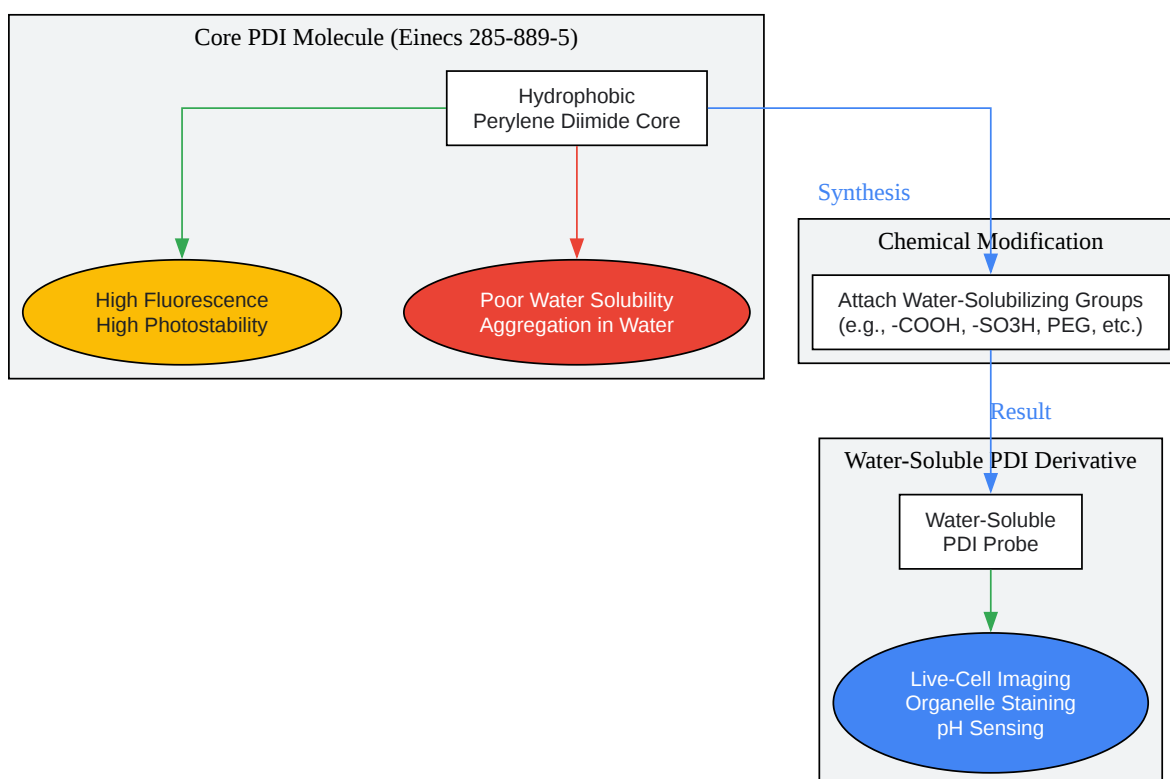 Core PDI Molecule (Einecs 285-889-5)
Hydrophobic
Perylene Diimide Core
High Fluorescence
High Photostability
Poor Water Solubility
Aggregation in Water
Synthesis
Chemical Modification
Attach Water-Solubilizing Groups
(e.g., -COOH, -SO3H, PEG, etc.)
Result
Water-Soluble PDI Derivative
Water-Soluble
PDI Probe
Live-Cell Imaging
Organelle Staining
pH Sensing